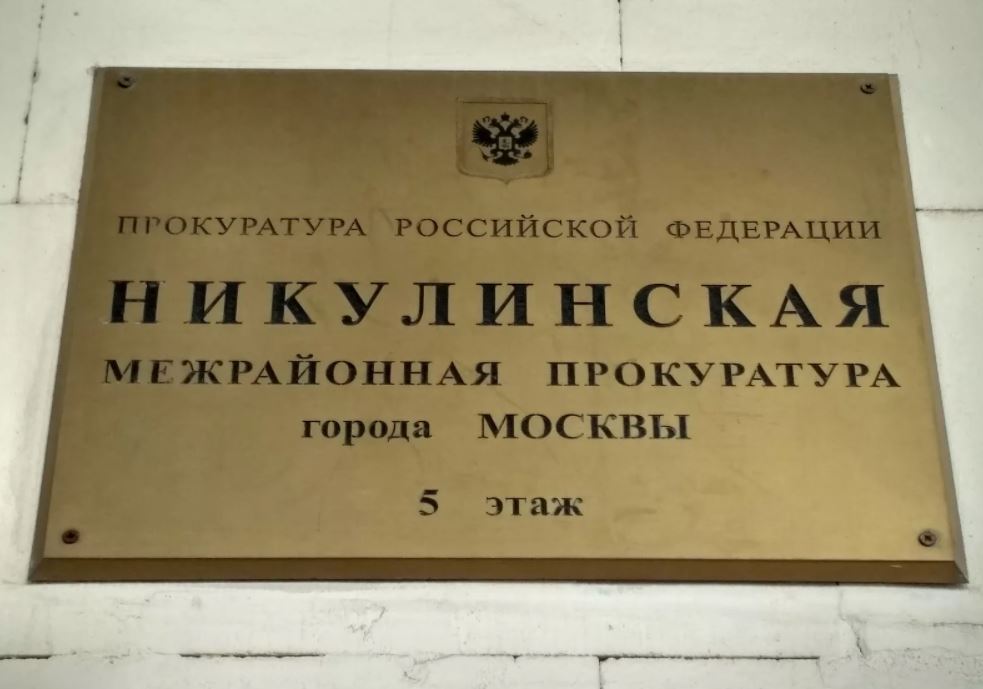 ПРОКУРАТУРА РОССИЙСКОЙ ФЕДЕРАЦИИ
НИКУЛИНСКАЯ
МЕЖРАЙОННАЯ ПРОКУРАТУРА
города МОСКВЫ
5 этаж